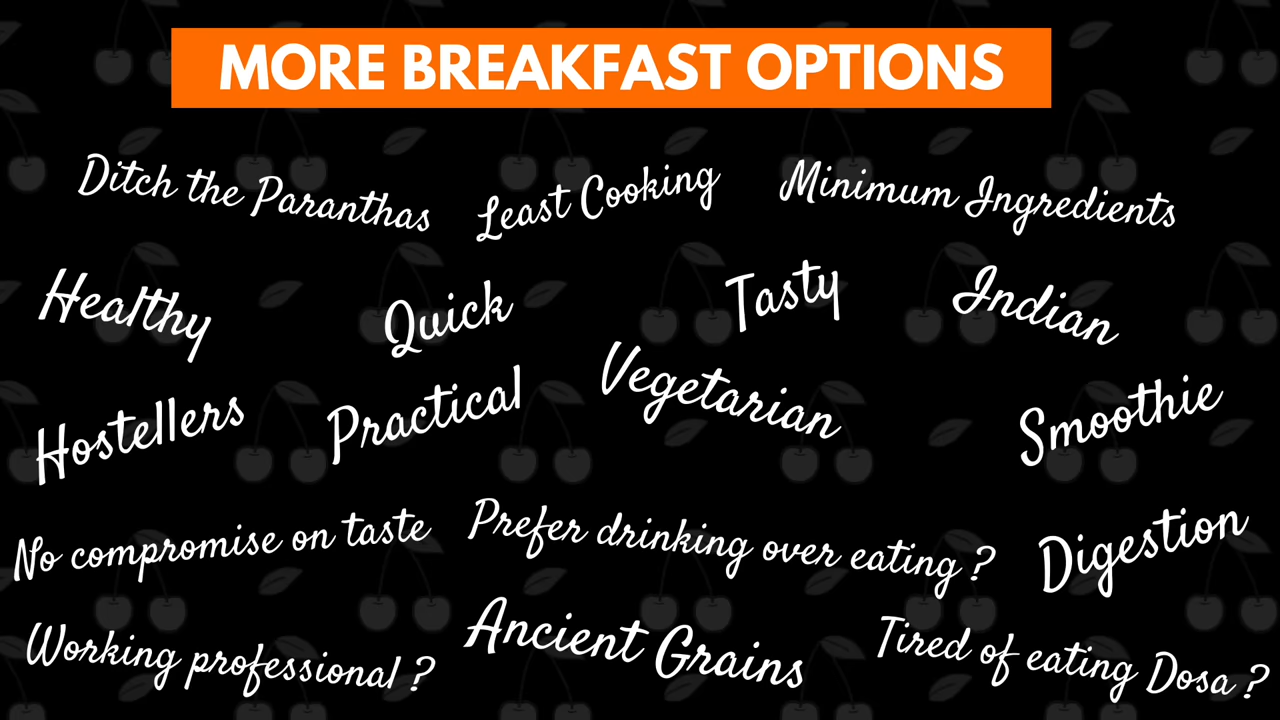 MORE BREAKFAST OPTIONS
Ditch the Paranthas
Least Cooking
Minimum Ingredients
Healthy
Quick
Tasty
Indian
Hostellers
Practical
Vegetarian
Smoothie
No compromise on taste
Prefer drinking over eating ?
Digestion
Working professional ?
Ancient Grains
Tired of eating Dosa ?